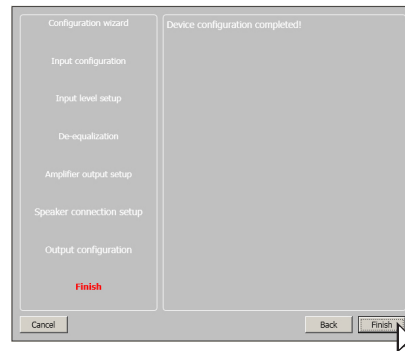 Configuration wizard
Input configuration
Input level setup
De-equalization
Amplifier output setup
Speaker connection setup
Output configuration
Finish
Device configuration completed!
Cancel
Back
Finish